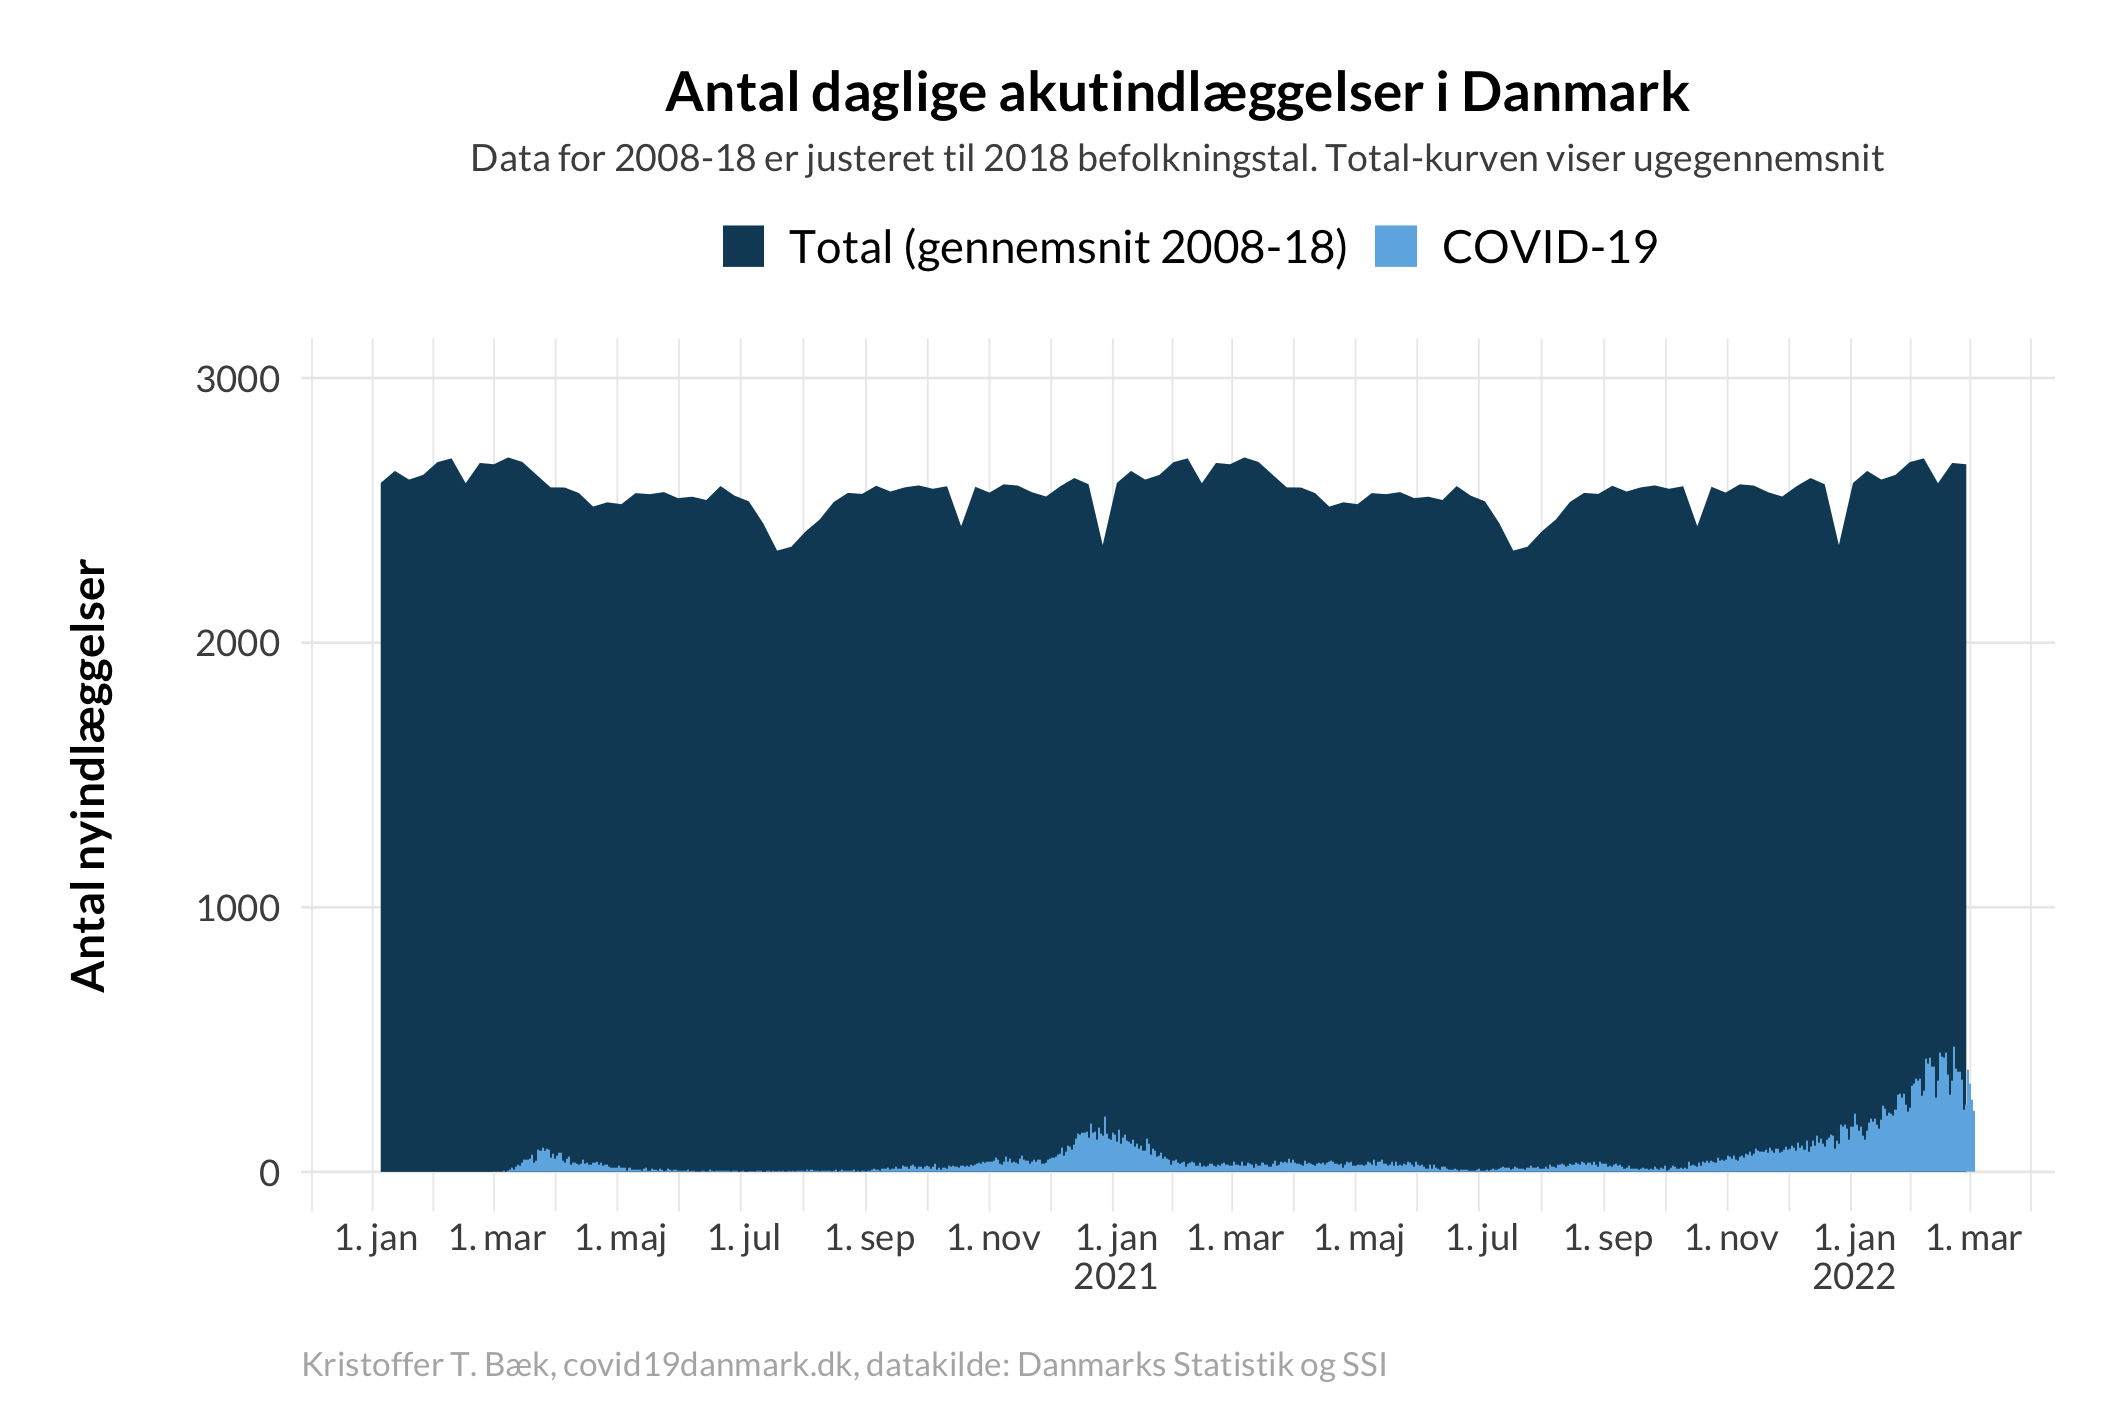 Antal daglige akutindlæggelser i Danmark
Data for 2008-18 er justeret til 2018 befolkningstal. Total-kurven viser ugegennemsnit
Total (gennemsnit 2008-18) COVID-19
Antal nyindlæggelser
3000
2000
1000
0
1. jan 1. mar 1. maj 1. jul 1. sep 1. nov 1. jan 1. mar 1. maj 1. jul 1. sep 1. nov 1. jan 1. mar
2021 2022
Kristoffer T. Bæk, covid19danmark.dk, datakilde: Danmarks Statistik og SSI